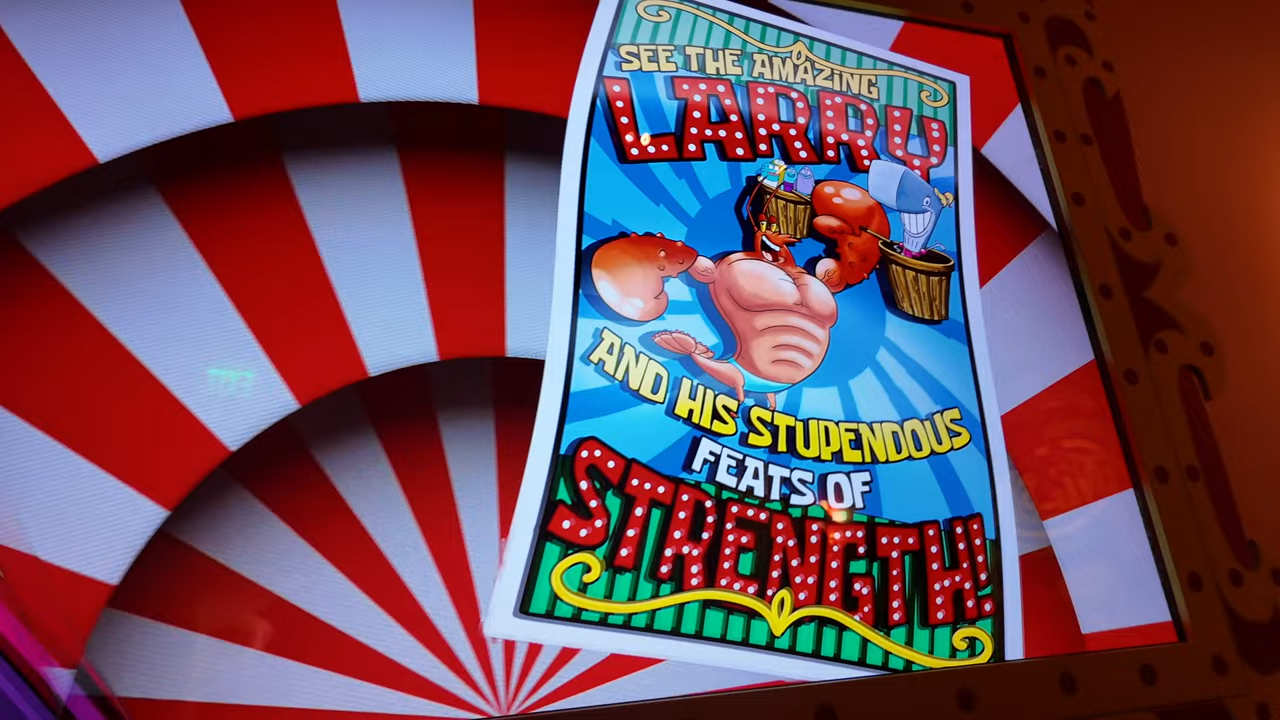 SEE THE AMAZING
LARRY
AND HIS STUPENDOUS
FEATS OF
STRENGTH!